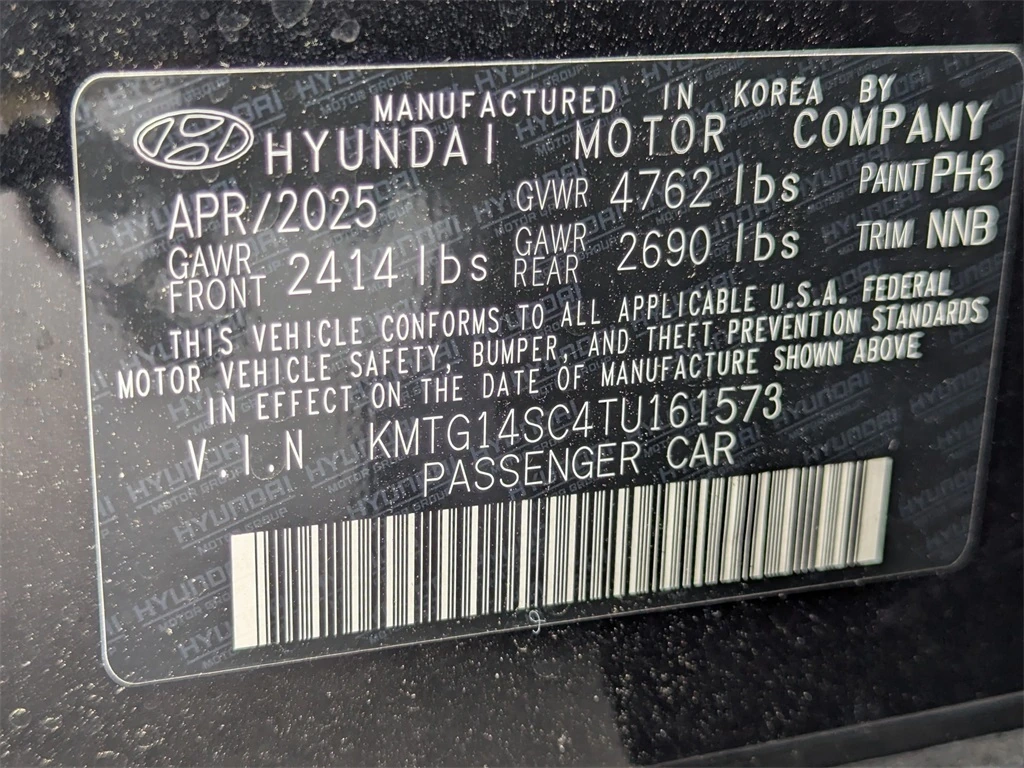 MANUFACTURED IN KOREA BY
HYUNDAI MOTOR COMPANY
APR/2025 GVWR 4762 lbs PAINT PH3
GAWR FRONT 2414 lbs GAWR REAR 2690 lbs TRIM NNB
THIS VEHICLE CONFORMS TO ALL APPLICABLE U.S.A. FEDERAL
MOTOR VEHICLE SAFETY, BUMPER, AND THEFT PREVENTION STANDARDS
IN EFFECT ON THE DATE OF MANUFACTURE SHOWN ABOVE
V.I.N KMTG14SC4TU161573
PASSENGER CAR
9